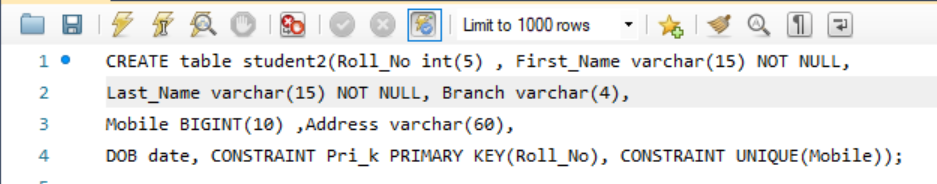 Limit to 1000 rows
1 CREATE table student2(Roll_No int(5) , First_Name varchar(15) NOT NULL,
2 Last_Name varchar(15) NOT NULL, Branch varchar(4),
3 Mobile BIGINT(10) ,Address varchar(60),
4 DOB date, CONSTRAINT Pri_k PRIMARY KEY(Roll_No), CONSTRAINT UNIQUE(Mobile));